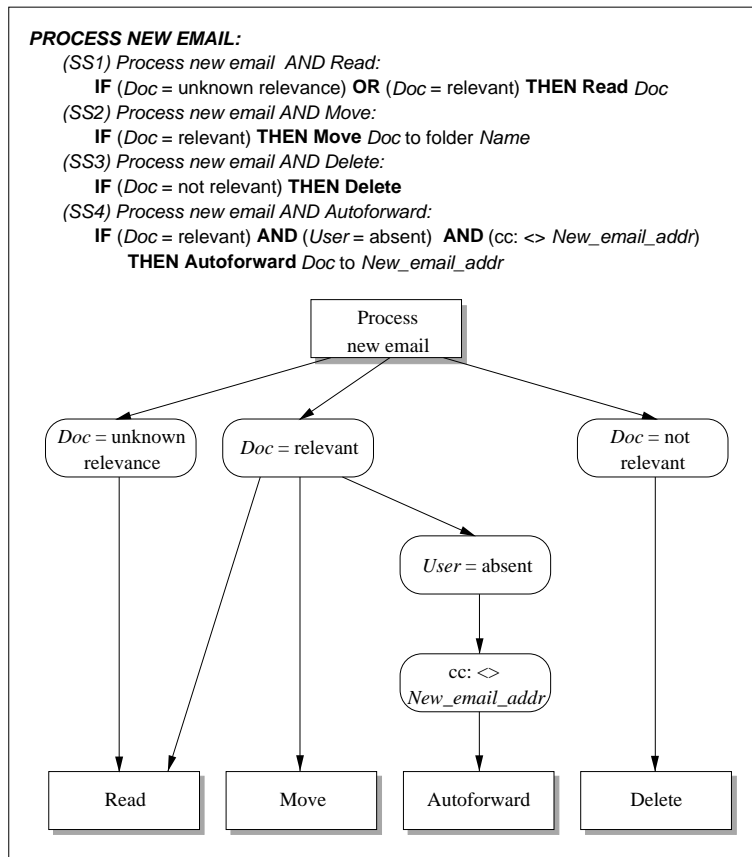 PROCESS NEW EMAIL:
(SS1) Process new email AND Read:
IF (Doc = unknown relevance) OR (Doc = relevant) THEN Read Doc
(SS2) Process new email AND Move:
IF (Doc = relevant) THEN Move Doc to folder Name
(SS3) Process new email AND Delete:
IF (Doc = not relevant) THEN Delete
(SS4) Process new email AND Autoforward:
IF (Doc = relevant) AND (User = absent) AND (cc: <> New_email_addr)
THEN Autoforward Doc to New_email_addr
Process
new email
Doc = unknown
relevance
Doc = relevant
Doc = not
relevant
User = absent
cc: <>
New_email_addr
Read
Move
Autoforward
Delete